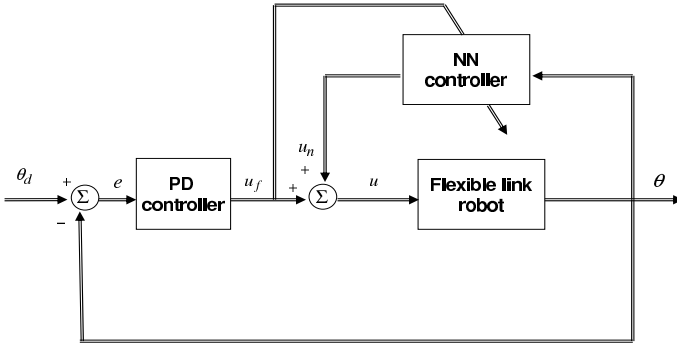 NN
controller
u_n
θ_d
+
Σ
−
e
PD
controller
u_f
+
+
Σ
u
Flexible link
robot
θ